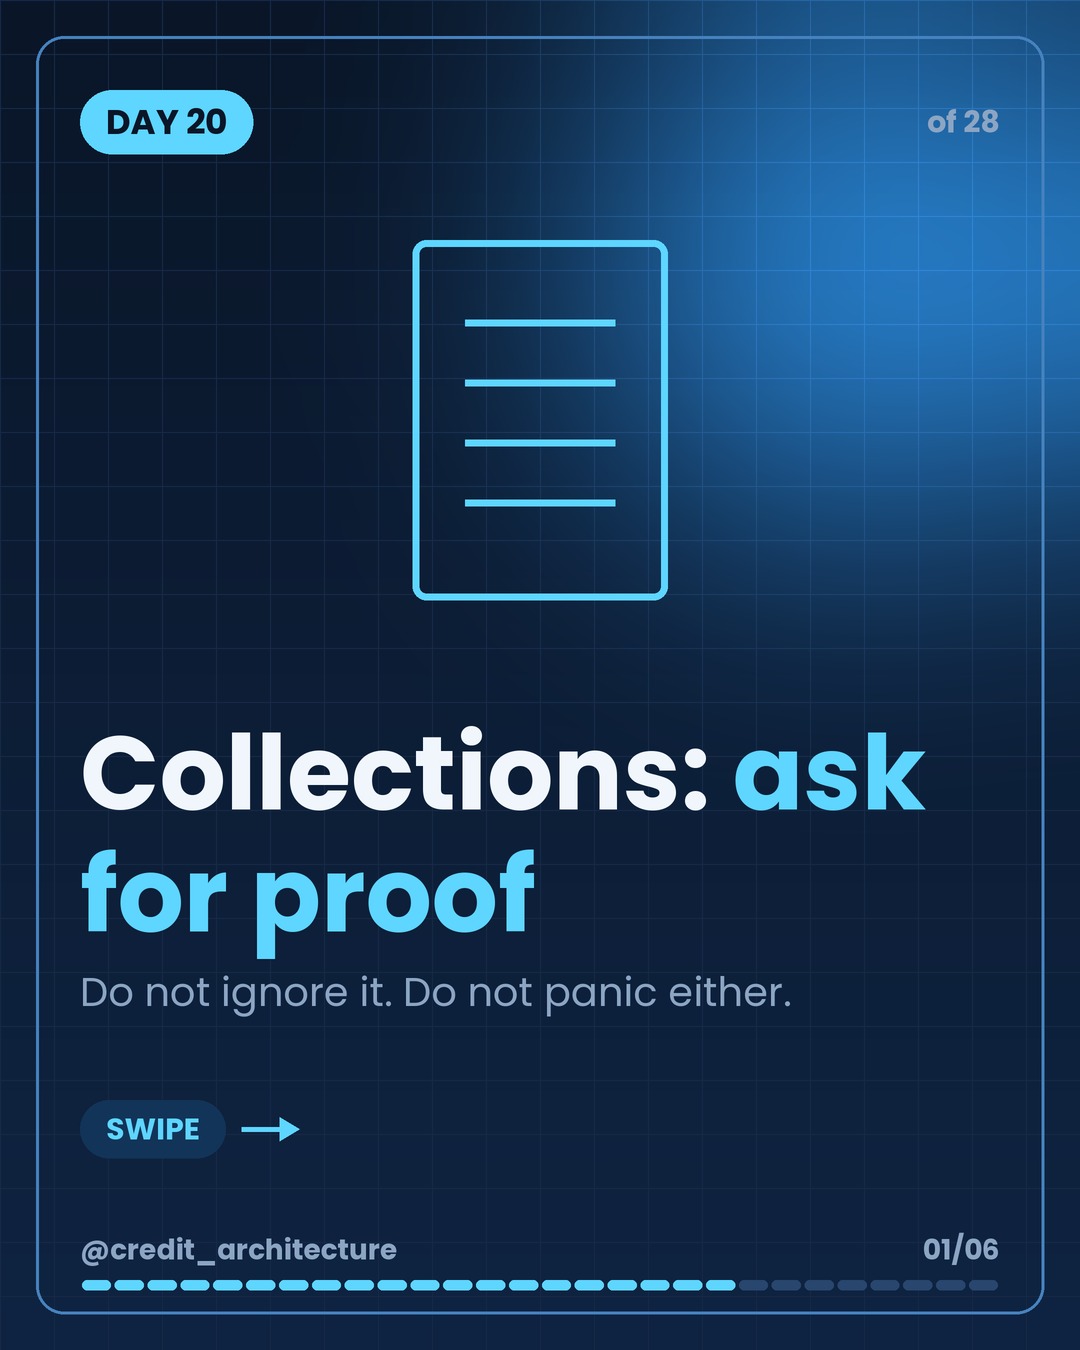 DAY 20
of 28
Collections: ask
for proof
Do not ignore it. Do not panic either.
SWIPE
@credit_architecture
01/06